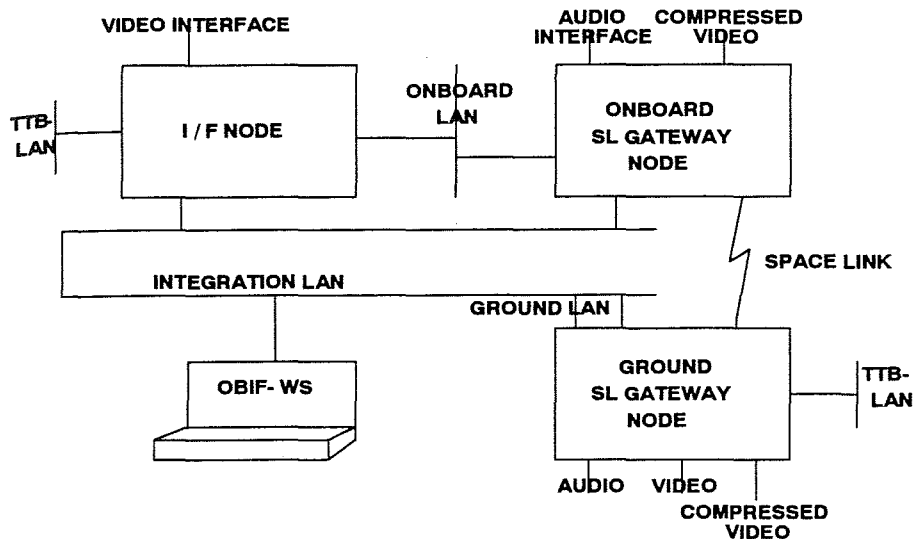 VIDEO INTERFACE
AUDIO
INTERFACE
COMPRESSED
VIDEO
TTB-
LAN
I / F NODE
ONBOARD
LAN
ONBOARD
SL GATEWAY
NODE
SPACE LINK
INTEGRATION LAN
GROUND LAN
OBIF- WS
GROUND
SL GATEWAY
NODE
TTB-
LAN
AUDIO
VIDEO
COMPRESSED
VIDEO